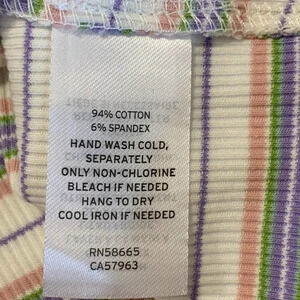 94% COTTON
6% SPANDEX
HAND WASH COLD,
SEPARATELY
ONLY NON-CHLORINE
BLEACH IF NEEDED
HANG TO DRY
COOL IRON IF NEEDED
RN58665
CA57963